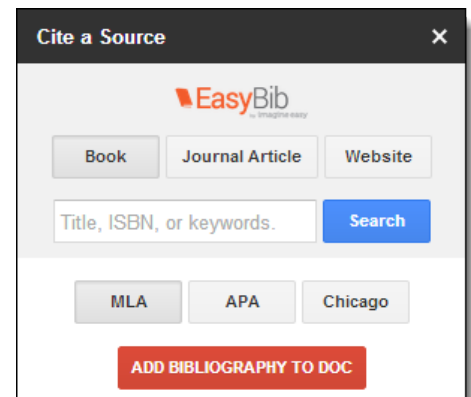 Cite a Source ×
EasyBib
by imagine easy
Book Journal Article Website
Title, ISBN, or keywords. Search
MLA APA Chicago
ADD BIBLIOGRAPHY TO DOC